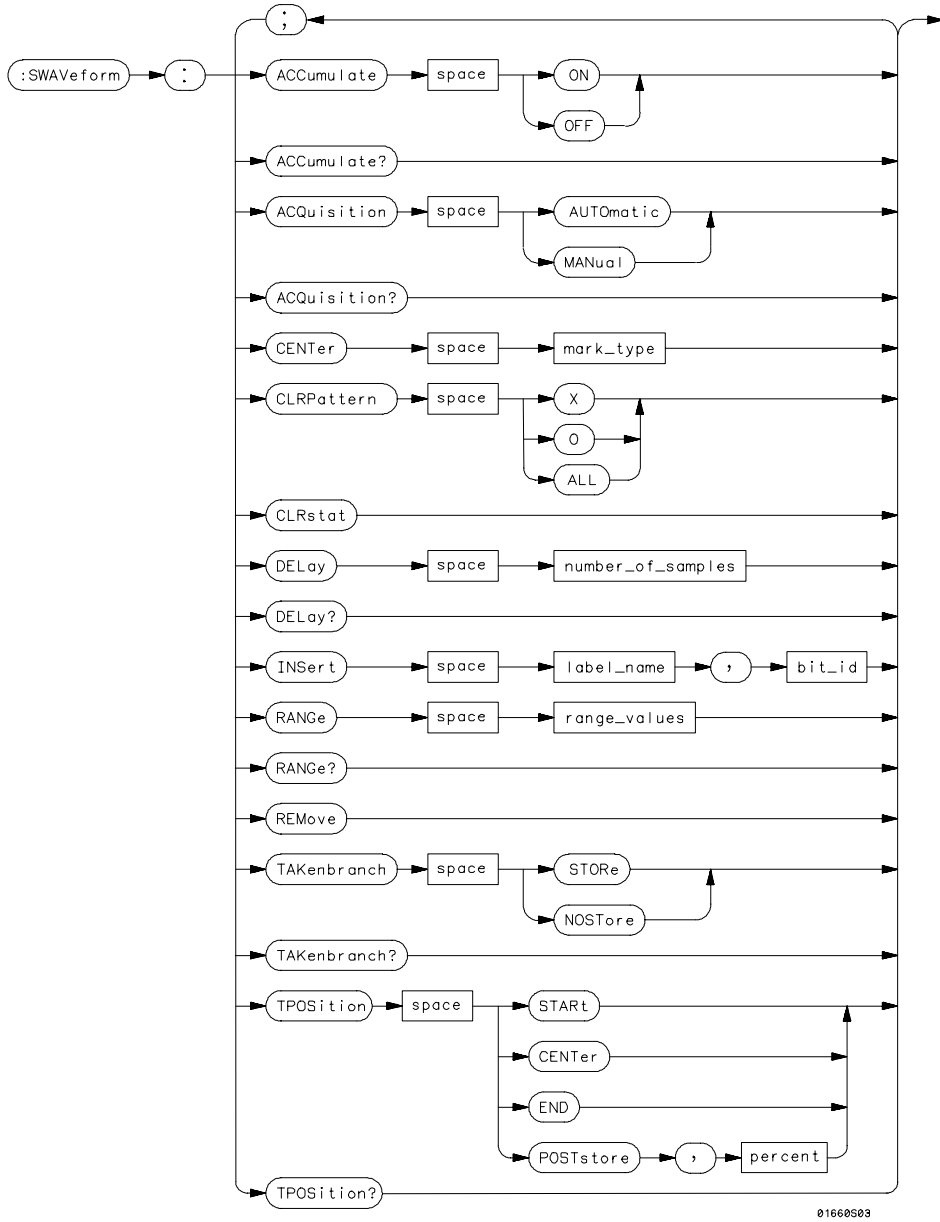 ;
:SWAVeform : ACCumulate space ON
OFF
ACCumulate?
ACQuisition space AUTOmatic
MANual
ACQuisition?
CENTer space mark_type
CLRPattern space X
O
ALL
CLRstat
DELay space number_of_samples
DELay?
INSert space label_name , bit_id
RANGe space range_values
RANGe?
REMove
TAKenbranch space STORe
NOSTore
TAKenbranch?
TPOSition space STARt
CENTer
END
POSTstore , percent
TPOSition?
01660S03